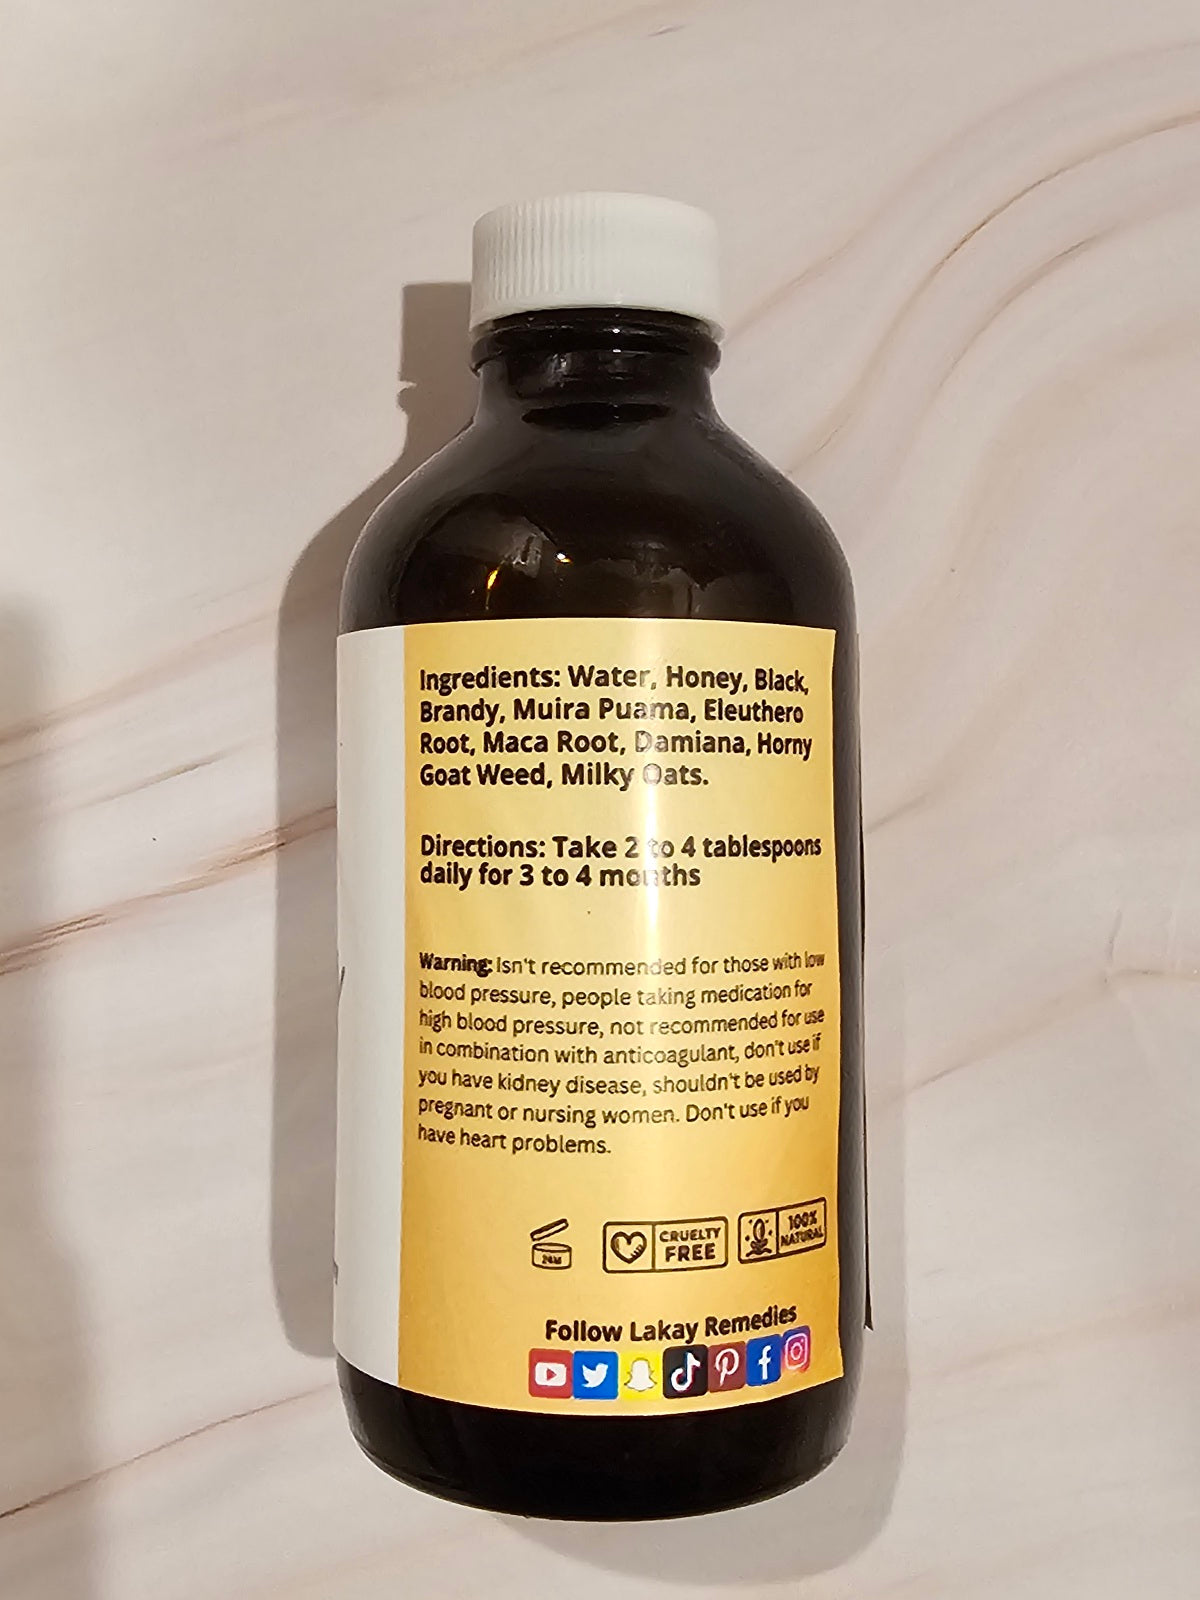 Ingredients: Water, Honey, Black,
Brandy, Muira Puama, Eleuthero
Root, Maca Root, Damiana, Horny
Goat Weed, Milky Oats.
Directions: Take 2 to 4 tablespoons
daily for 3 to 4 months
Warning: Isn't recommended for those with low
blood pressure, people taking medication for
high blood pressure, not recommended for use
in combination with anticoagulant, don't use if
you have kidney disease, shouldn't be used by
pregnant or nursing women. Don't use if you
have heart problems.
24M
CRUELTY
FREE
100%
NATURAL
Follow Lakay Remedies